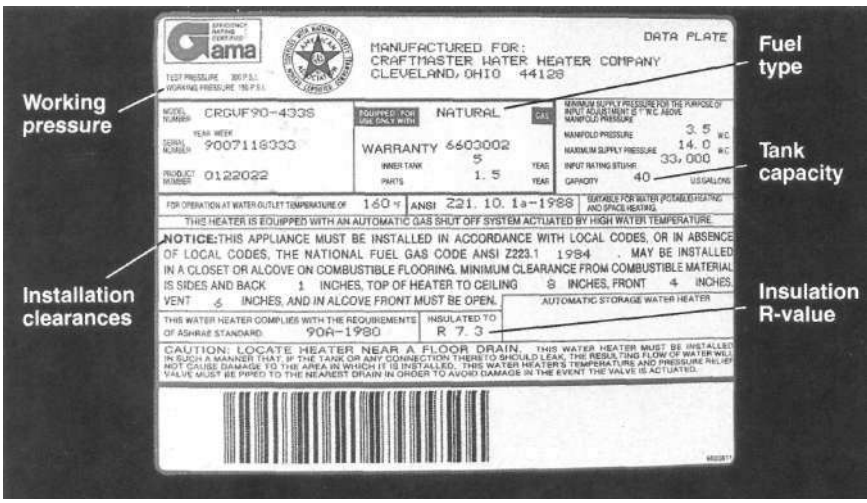 EFFICIENCY
RATING
CERTIFIED
gama
AMERICAN
ASSOCIATION
DATA PLATE
MANUFACTURED FOR:
CRAFTMASTER WATER HEATER COMPANY
CLEVELAND, OHIO 44128
Fuel
type
TEST PRESSURE 300 P.S.I.
WORKING PRESSURE 150 P.S.I.
Working
pressure
MODEL
NUMBER CRGVF90-433S
EQUIPPED FOR
USE ONLY WITH NATURAL GAS
MINIMUM SUPPLY PRESSURE FOR THE PURPOSE OF
INPUT ADJUSTMENT IS 1" W.C. ABOVE
MANIFOLD PRESSURE
YEAR WEEK
SERIAL
NUMBER 9007118333
WARRANTY 6603002
MANIFOLD PRESSURE 3.5 W.C.
MAXIMUM SUPPLY PRESSURE 14.0 W.C.
INNER TANK 5 YEAR
INPUT RATING BTU/HR 33,000
Tank
capacity
PRODUCT
NUMBER 0122022
PARTS 1.5 YEAR
CAPACITY 40 U.S. GALLONS
FOR OPERATION AT WATER OUTLET TEMPERATURE OF 160 °F ANSI Z21.10.1a-1988
SUITABLE FOR WATER (POTABLE) HEATING
AND SPACE HEATING.
THIS HEATER IS EQUIPPED WITH AN AUTOMATIC GAS SHUT OFF SYSTEM ACTUATED BY HIGH WATER TEMPERATURE.
NOTICE: THIS APPLIANCE MUST BE INSTALLED IN ACCORDANCE WITH LOCAL CODES, OR IN ABSENCE
OF LOCAL CODES, THE NATIONAL FUEL GAS CODE ANSI Z223.1 1984 . MAY BE INSTALLED
IN A CLOSET OR ALCOVE ON COMBUSTIBLE FLOORING. MINIMUM CLEARANCE FROM COMBUSTIBLE MATERIAL
IS SIDES AND BACK 1 INCHES, TOP OF HEATER TO CEILING 8 INCHES, FRONT 4 INCHES,
VENT 6 INCHES, AND IN ALCOVE FRONT MUST BE OPEN.
Installation
clearances
AUTOMATIC STORAGE WATER HEATER
Insulation
R-value
THIS WATER HEATER COMPLIES WITH THE REQUIREMENTS
OF ASHRAE STANDARD 90A-1980
INSULATED TO
R 7.3
CAUTION: LOCATE HEATER NEAR A FLOOR DRAIN. THIS WATER HEATER MUST BE INSTALLED
IN SUCH A MANNER THAT IF THE TANK OR ANY CONNECTION THERETO SHOULD LEAK, THE RESULTING FLOW OF WATER WILL
NOT CAUSE DAMAGE TO THE AREA IN WHICH IT IS INSTALLED. THIS WATER HEATER'S TEMPERATURE AND PRESSURE RELIEF
VALVE MUST BE PIPED TO THE NEAREST DRAIN IN ORDER TO AVOID DAMAGE IN THE EVENT THE VALVE IS ACTUATED.